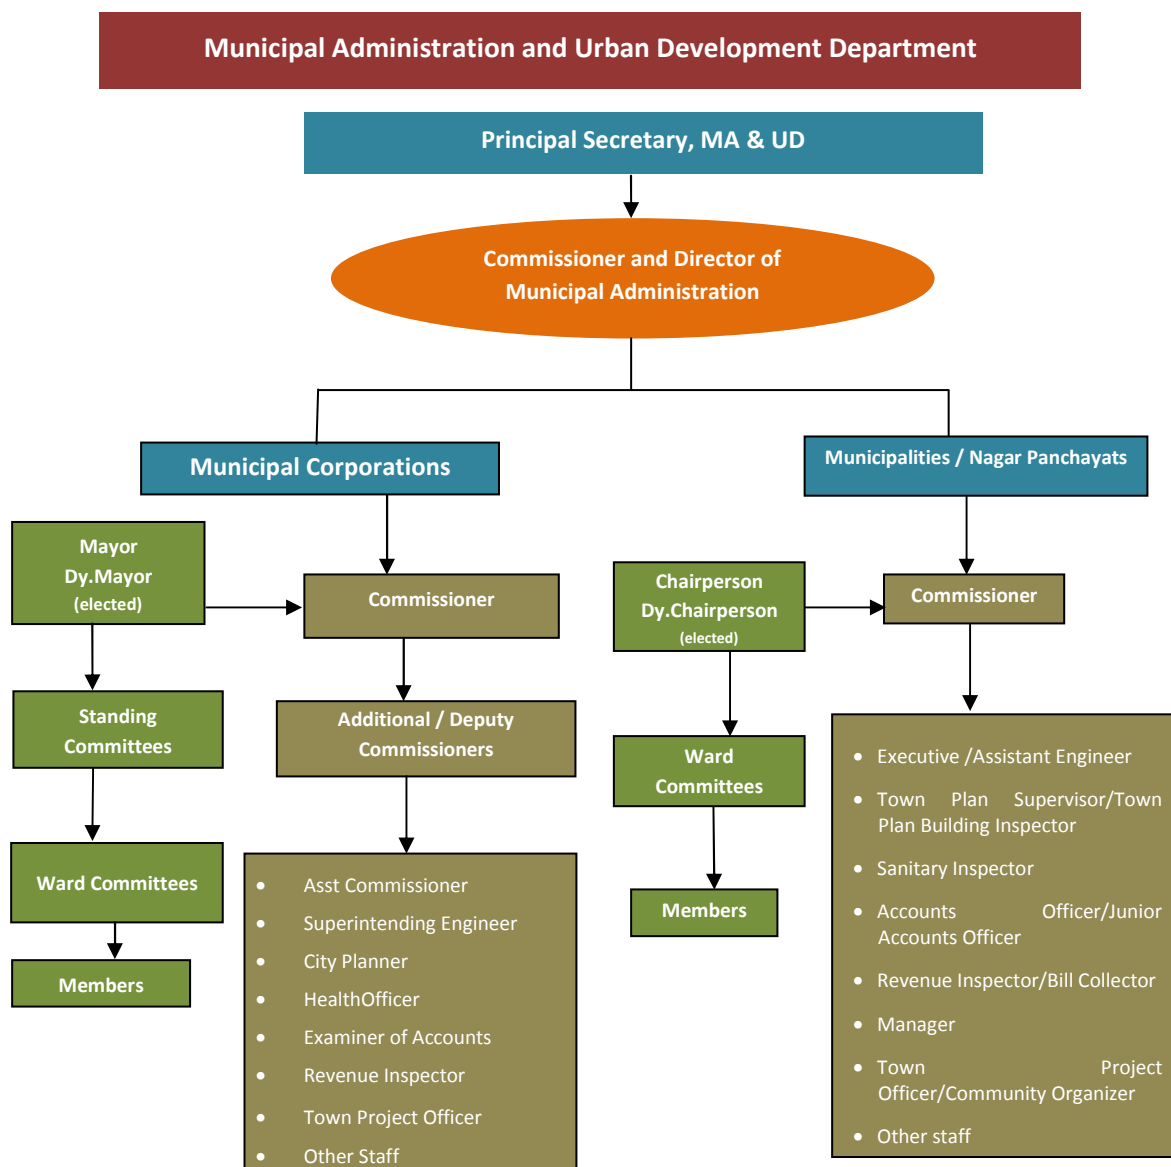 Municipal Administration and Urban Development Department
Principal Secretary, MA & UD
Commissioner and Director of
Municipal Administration
Municipal Corporations
Municipalities / Nagar Panchayats
Mayor
Dy.Mayor
(elected)
Commissioner
Chairperson
Dy.Chairperson
(elected)
Commissioner
Standing
Committees
Additional / Deputy
Commissioners
Ward
Committees
Ward Committees
Members
Members
• Asst Commissioner
• Superintending Engineer
• City Planner
• HealthOfficer
• Examiner of Accounts
• Revenue Inspector
• Town Project Officer
• Other Staff
• Executive /Assistant Engineer
• Town Plan Supervisor/Town
Plan Building Inspector
• Sanitary Inspector
• Accounts Officer/Junior
Accounts Officer
• Revenue Inspector/Bill Collector
• Manager
• Town Project
Officer/Community Organizer
• Other staff